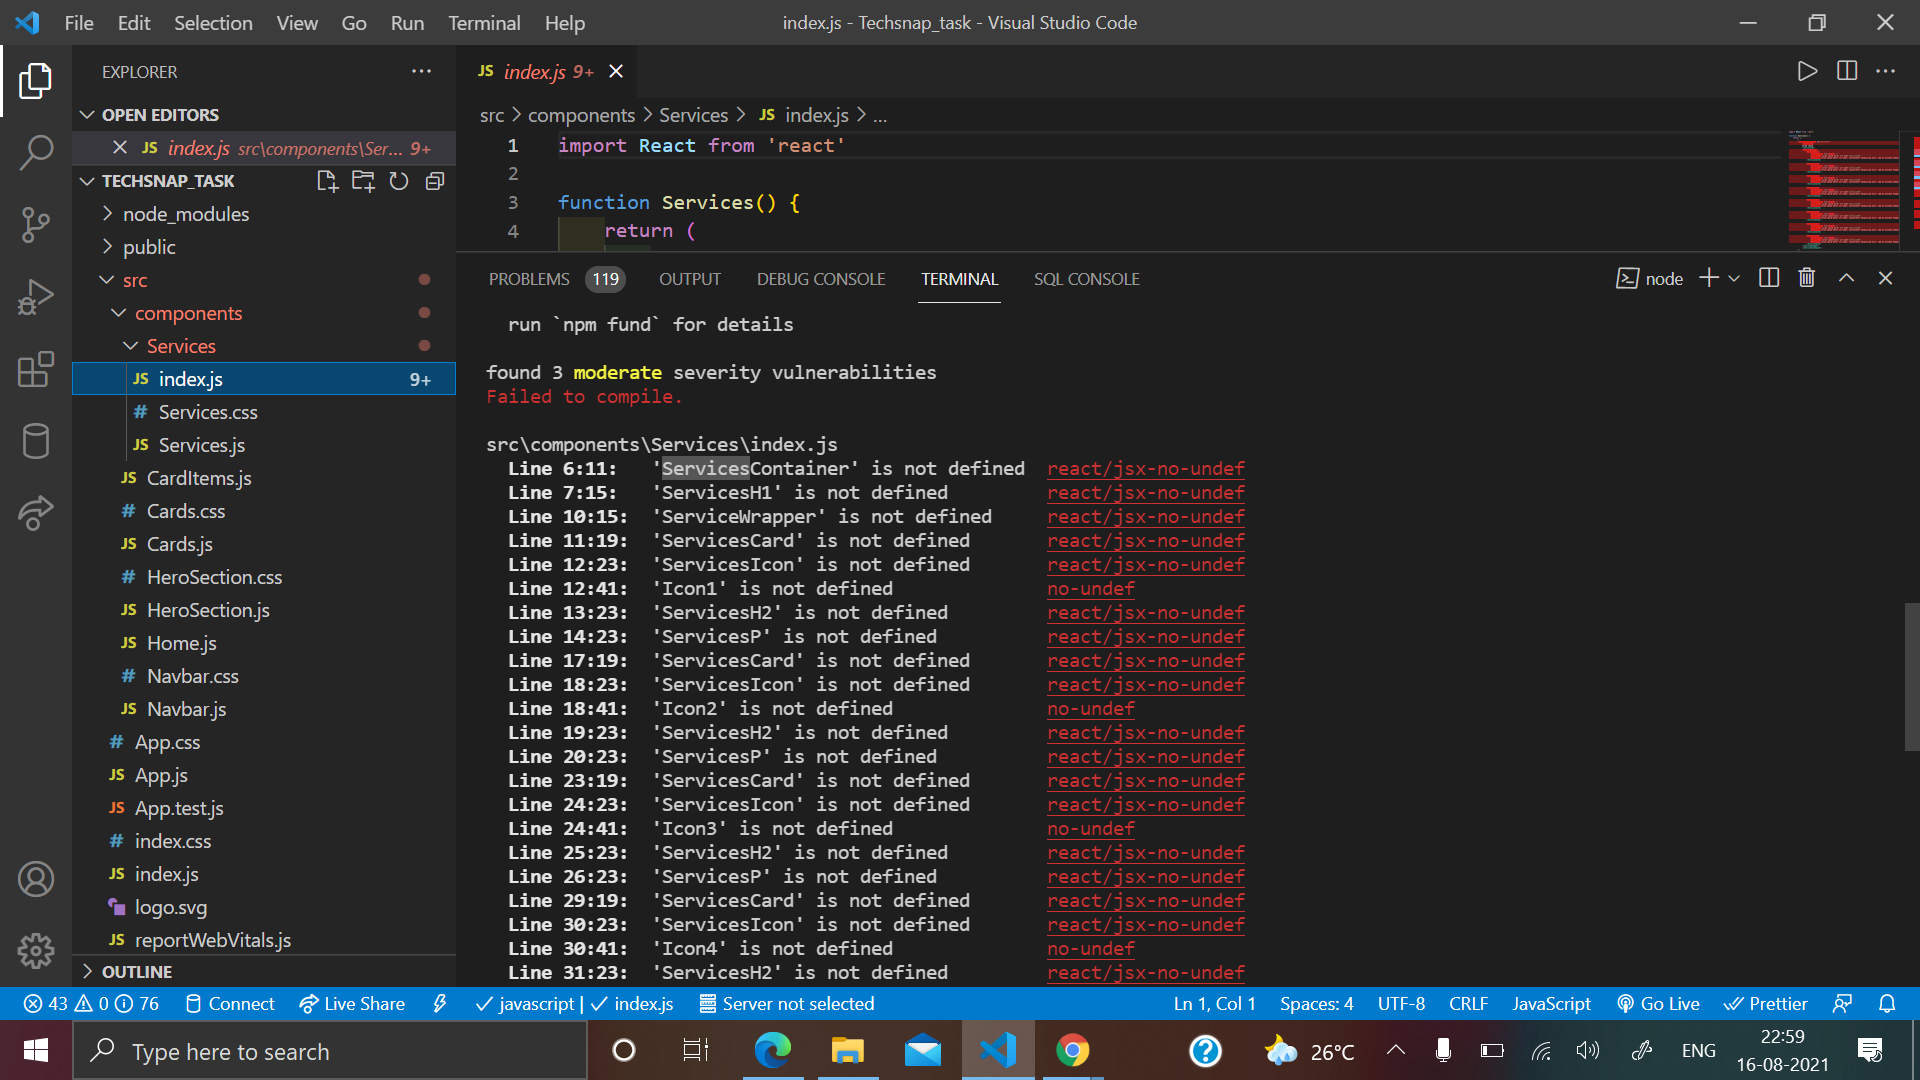 File Edit Selection View Go Run Terminal Help
index.js - Techsnap_task - Visual Studio Code
EXPLORER
OPEN EDITORS
JS index.js src\components\Ser... 9+
TECHSNAP_TASK
node_modules
public
src
components
Services
JS index.js 9+
# Services.css
JS Services.js
JS CardItems.js
# Cards.css
JS Cards.js
# HeroSection.css
JS HeroSection.js
JS Home.js
# Navbar.css
JS Navbar.js
# App.css
JS App.js
JS App.test.js
# index.css
JS index.js
logo.svg
JS reportWebVitals.js
OUTLINE
JS index.js 9+
src > components > Services > JS index.js > ...
1 import React from 'react'
2
3 function Services() {
4 return (
PROBLEMS 119 OUTPUT DEBUG CONSOLE TERMINAL SQL CONSOLE
node
run `npm fund` for details
found 3 moderate severity vulnerabilities
Failed to compile.
src\components\Services\index.js
Line 6:11: 'ServicesContainer' is not defined react/jsx-no-undef
Line 7:15: 'ServicesH1' is not defined react/jsx-no-undef
Line 10:15: 'ServiceWrapper' is not defined react/jsx-no-undef
Line 11:19: 'ServicesCard' is not defined react/jsx-no-undef
Line 12:23: 'ServicesIcon' is not defined react/jsx-no-undef
Line 12:41: 'Icon1' is not defined no-undef
Line 13:23: 'ServicesH2' is not defined react/jsx-no-undef
Line 14:23: 'ServicesP' is not defined react/jsx-no-undef
Line 17:19: 'ServicesCard' is not defined react/jsx-no-undef
Line 18:23: 'ServicesIcon' is not defined react/jsx-no-undef
Line 18:41: 'Icon2' is not defined no-undef
Line 19:23: 'ServicesH2' is not defined react/jsx-no-undef
Line 20:23: 'ServicesP' is not defined react/jsx-no-undef
Line 23:19: 'ServicesCard' is not defined react/jsx-no-undef
Line 24:23: 'ServicesIcon' is not defined react/jsx-no-undef
Line 24:41: 'Icon3' is not defined no-undef
Line 25:23: 'ServicesH2' is not defined react/jsx-no-undef
Line 26:23: 'ServicesP' is not defined react/jsx-no-undef
Line 29:19: 'ServicesCard' is not defined react/jsx-no-undef
Line 30:23: 'ServicesIcon' is not defined react/jsx-no-undef
Line 30:41: 'Icon4' is not defined no-undef
Line 31:23: 'ServicesH2' is not defined react/jsx-no-undef
43 0 76 Connect Live Share javascript | index.js Server not selected
Ln 1, Col 1 Spaces: 4 UTF-8 CRLF JavaScript Go Live Prettier
Type here to search
26°C
ENG
22:59
16-08-2021